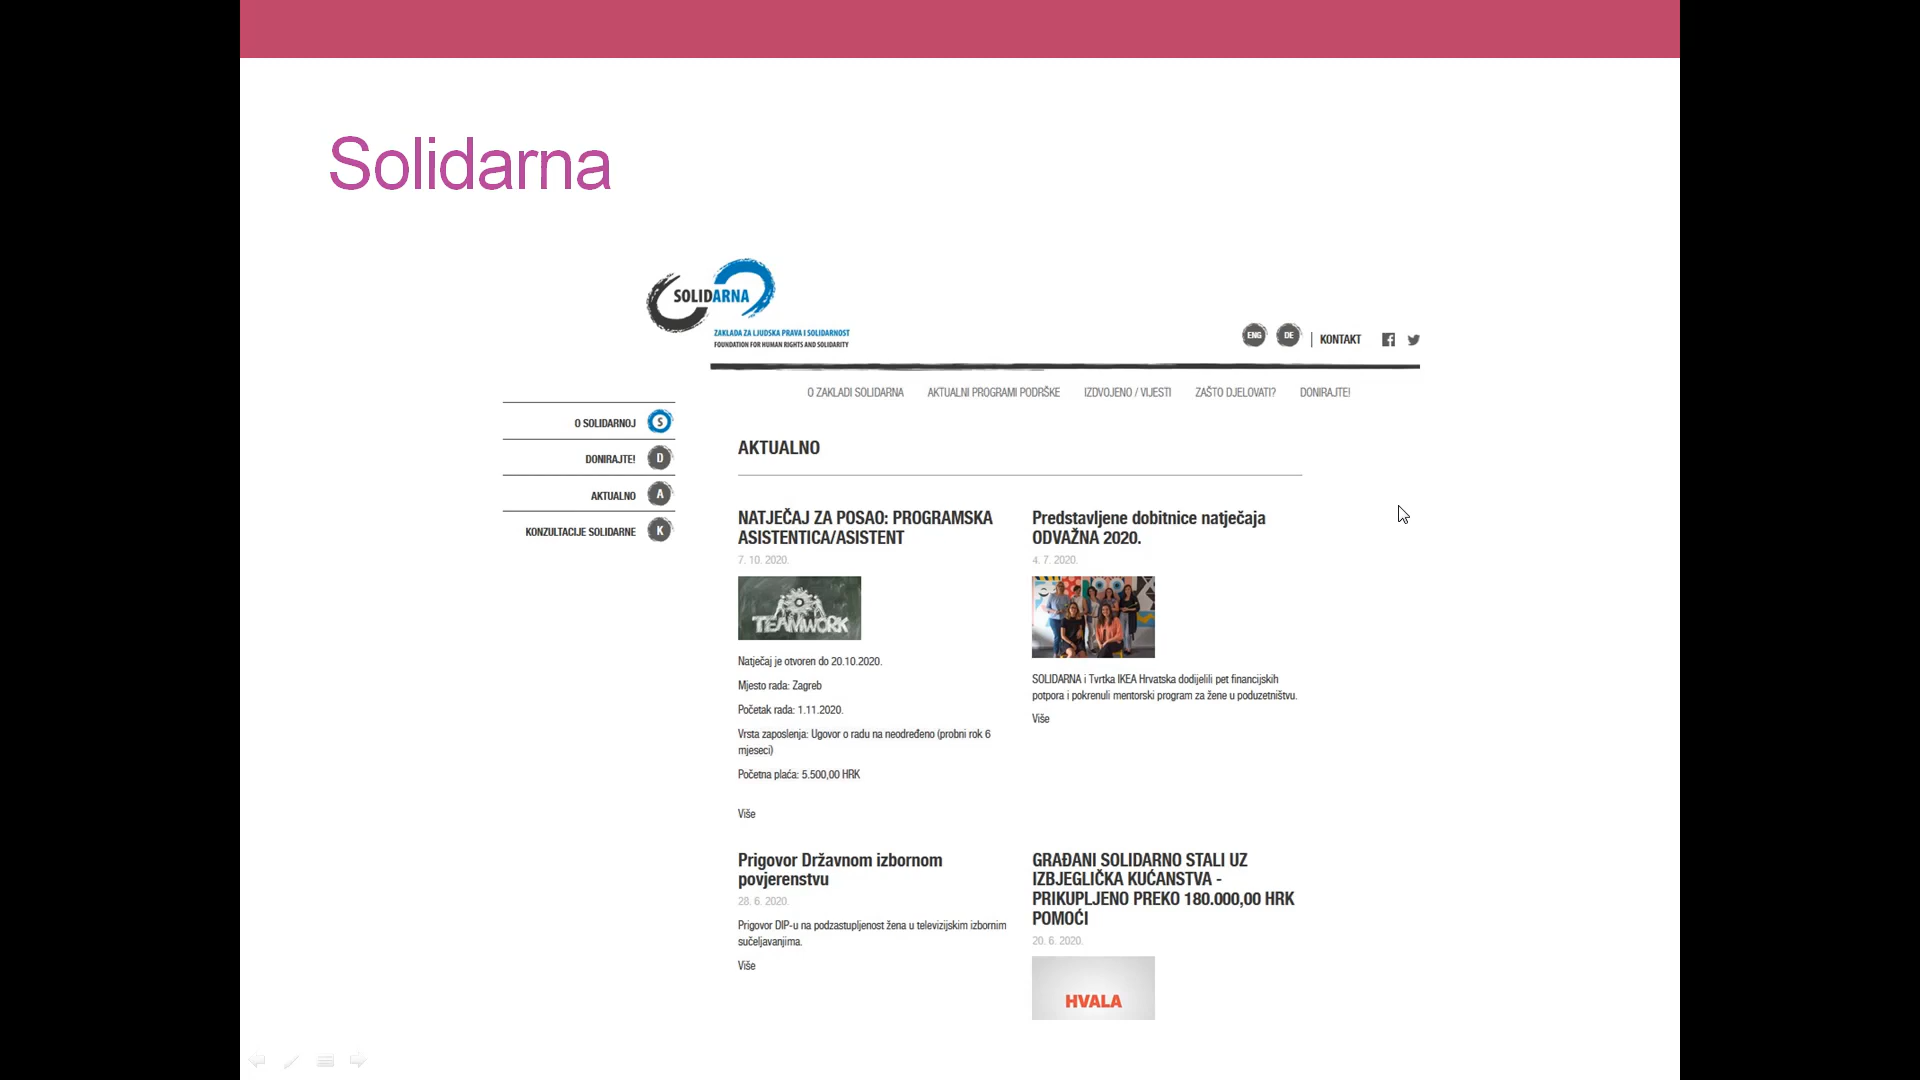 Solidarna
SOLIDARNA
ZAKLADA ZA LJUDSKA PRAVA I SOLIDARNOST
FOUNDATION FOR HUMAN RIGHTS AND SOLIDARITY
ENG DE | KONTAKT
O ZAKLADI SOLIDARNA AKTUALNI PROGRAMI PODRŠKE IZDVOJENO / VIJESTI ZAŠTO DJELOVATI? DONIRAJTE!
O SOLIDARNOJ S
DONIRAJTE! D
AKTUALNO A
KONZULTACIJE SOLIDARNE K
AKTUALNO
NATJEČAJ ZA POSAO: PROGRAMSKA
ASISTENTICA/ASISTENT
7. 10. 2020.
TEAMWORK
Natječaj je otvoren do 20.10.2020.
Mjesto rada: Zagreb
Početak rada: 1.11.2020.
Vrsta zaposlenja: Ugovor o radu na neodređeno (probni rok 6
mjeseci)
Početna plaća: 5.500,00 HRK
Više
Predstavljene dobitnice natječaja
ODVAŽNA 2020.
4. 7. 2020.
SOLIDARNA i Tvrtka IKEA Hrvatska dodijelili pet financijskih
potpora i pokrenuli mentorski program za žene u poduzetništvu.
Više
Prigovor Državnom izbornom
povjerenstvu
28. 6. 2020.
Prigovor DIP-u na podzastupljenost žena u televizijskim izbornim
sučeljavanjima.
Više
GRAĐANI SOLIDARNO STALI UZ
IZBJEGLIČKA KUĆANSTVA -
PRIKUPLJENO PREKO 180.000,00 HRK
POMOĆI
20. 6. 2020.
HVALA